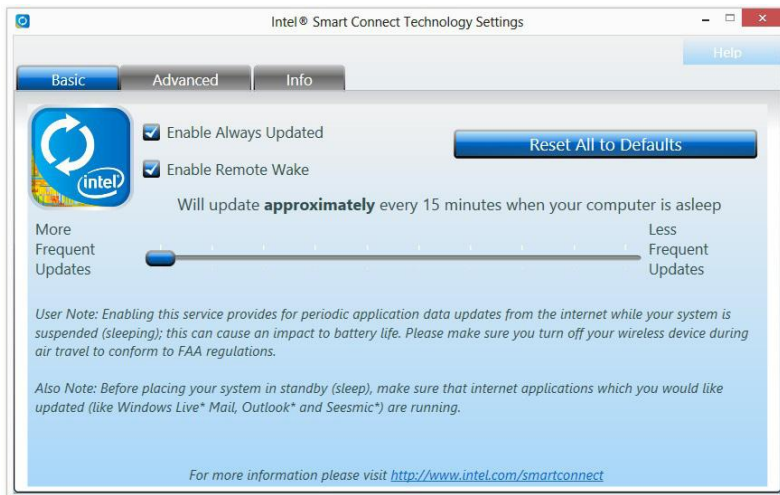 Intel® Smart Connect Technology Settings
Help
Basic Advanced Info
Enable Always Updated
Reset All to Defaults
Enable Remote Wake
intel
Will update approximately every 15 minutes when your computer is asleep
More
Frequent
Updates
Less
Frequent
Updates
User Note: Enabling this service provides for periodic application data updates from the internet while your system is
suspended (sleeping); this can cause an impact to battery life. Please make sure you turn off your wireless device during
air travel to conform to FAA regulations.
Also Note: Before placing your system in standby (sleep), make sure that internet applications which you would like
updated (like Windows Live* Mail, Outlook* and Seesmic*) are running.
For more information please visit http://www.intel.com/smartconnect